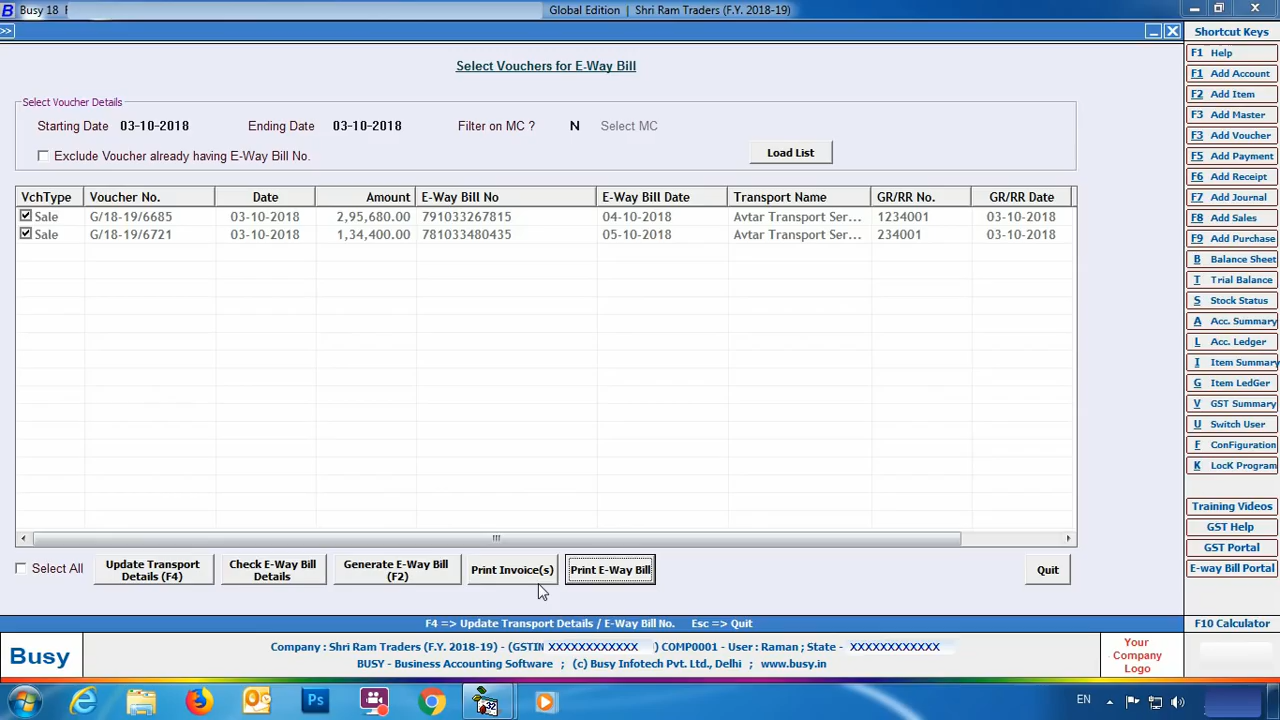 B Busy 18 Global Edition | Shri Ram Traders (F.Y. 2018-19)
>>
Select Vouchers for E-Way Bill
Select Voucher Details
Starting Date 03-10-2018 Ending Date 03-10-2018 Filter on MC ? N Select MC
Exclude Voucher already having E-Way Bill No.
Load List
VchType Voucher No. Date Amount E-Way Bill No E-Way Bill Date Transport Name GR/RR No. GR/RR Date
Sale G/18-19/6685 03-10-2018 2,95,680.00 791033267815 04-10-2018 Avtar Transport Ser... 1234001 03-10-2018
Sale G/18-19/6721 03-10-2018 1,34,400.00 781033480435 05-10-2018 Avtar Transport Ser... 234001 03-10-2018
Select All
Update Transport
Details (F4)
Check E-Way Bill
Details
Generate E-Way Bill
(F2)
Print Invoice(s)
Print E-Way Bill
Quit
F4 => Update Transport Details / E-Way Bill No. Esc => Quit
Busy
Company : Shri Ram Traders (F.Y. 2018-19) - (GSTIN XXXXXXXXXXXX ) COMP0001 - User : Raman ; State - XXXXXXXXXXXX
BUSY - Business Accounting Software ; (c) Busy Infotech Pvt. Ltd., Delhi ; www.busy.in
Your
Company
Logo
Shortcut Keys
F1 Help
F1 Add Account
F2 Add Item
F3 Add Master
F3 Add Voucher
F5 Add Payment
F6 Add Receipt
F7 Add Journal
F8 Add Sales
F9 Add Purchase
B Balance Sheet
T Trial Balance
S Stock Status
A Acc. Summary
L Acc. Ledger
I Item Summary
G Item LedGer
V GST Summary
U Switch User
F ConFiguration
K LocK Program
Training Videos
GST Help
GST Portal
E-way Bill Portal
F10 Calculator
Ps
32
EN